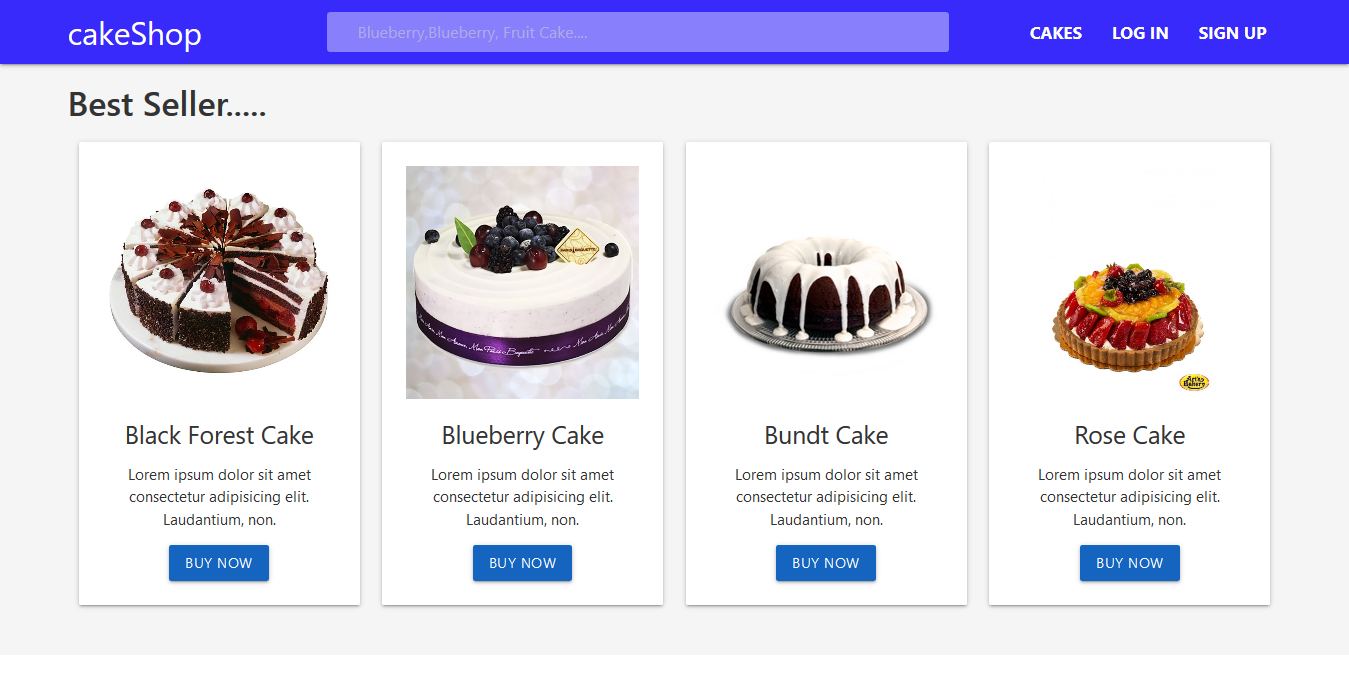 cakeShop
Blueberry,Blueberry, Fruit Cake....
CAKES
LOG IN
SIGN UP
Best Seller.....
Black Forest Cake
Lorem ipsum dolor sit amet
consectetur adipisicing elit.
Laudantium, non.
BUY NOW
Blueberry Cake
Lorem ipsum dolor sit amet
consectetur adipisicing elit.
Laudantium, non.
BUY NOW
Bundt Cake
Lorem ipsum dolor sit amet
consectetur adipisicing elit.
Laudantium, non.
BUY NOW
Art's
Bakery
Rose Cake
Lorem ipsum dolor sit amet
consectetur adipisicing elit.
Laudantium, non.
BUY NOW